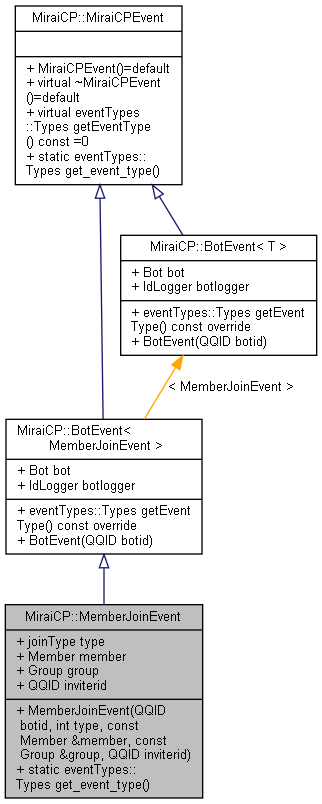 MiraiCP::MiraiCPEvent
+ MiraiCPEvent()=default
+ virtual ~MiraiCPEvent
()=default
+ virtual eventTypes
::Types getEventType
() const =0
+ static eventTypes::
Types get_event_type()
MiraiCP::BotEvent< T >
+ Bot bot
+ IdLogger botlogger
+ eventTypes::Types getEvent
Type() const override
+ BotEvent(QQID botid)
< MemberJoinEvent >
MiraiCP::BotEvent<
MemberJoinEvent >
+ Bot bot
+ IdLogger botlogger
+ eventTypes::Types getEvent
Type() const override
+ BotEvent(QQID botid)
MiraiCP::MemberJoinEvent
+ joinType type
+ Member member
+ Group group
+ QQID inviterid
+ MemberJoinEvent(QQID
botid, int type, const
Member &member, const
Group &group, QQID inviterid)
+ static eventTypes::
Types get_event_type()